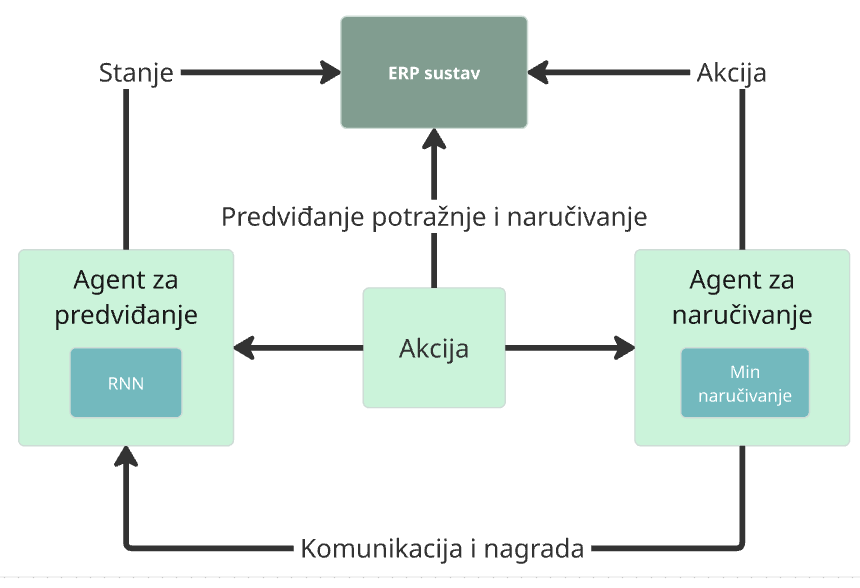 Stanje
ERP sustav
Akcija
Predviđanje potražnje i naručivanje
Agent za
predviđanje
RNN
Akcija
Agent za
naručivanje
Min
naručivanje
Komunikacija i nagrada